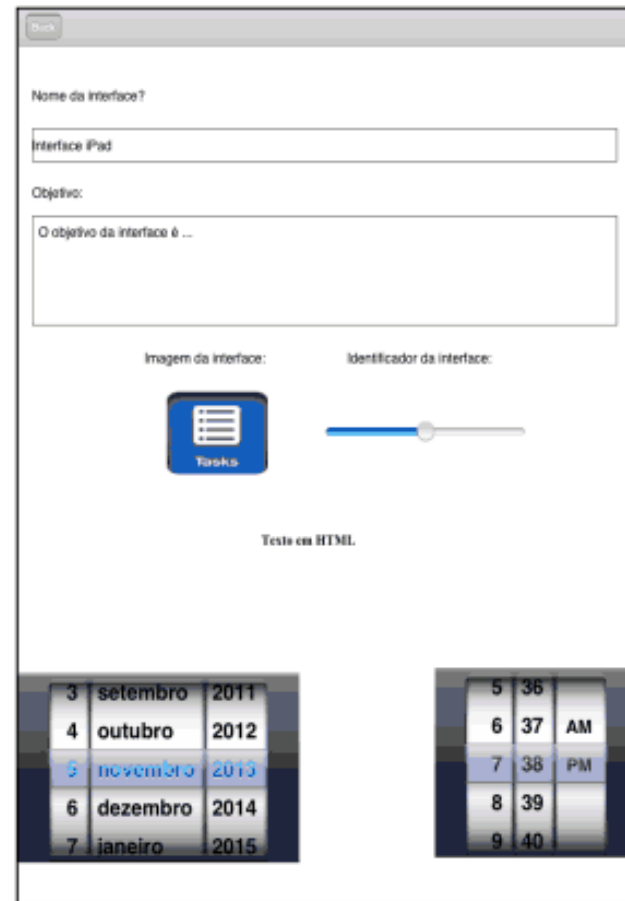 Back
Nome da interface?
Interface iPad
Objetivo:
O objetivo da interface é ...
Imagem da interface: Identificador da interface:
Tasks
Texto em HTML
3 setembro 2011 5 36
4 outubro 2012 6 37 AM
5 novembro 2013 7 38 PM
6 dezembro 2014 8 39
7 janeiro 2015 9 40